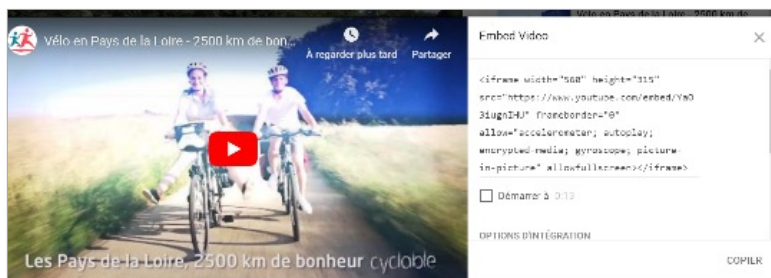 Vélo en Pays de la Loire - 2500 km de
Vélo en Pays de la Loire - 2500 km de bon...
À regarder plus tard
Partager
Les Pays de la Loire, 2500 km de bonheur cyclable
Embed Video
<iframe width="560" height="315"
src="https://www.youtube.com/embed/
frameborder="0"
allow="accelerometer; autoplay;
encrypted-media; gyroscope; picture-
in-picture" allowfullscreen></iframe>
Démarrer à 0:13
OPTIONS D'INTÉGRATION
COPIER